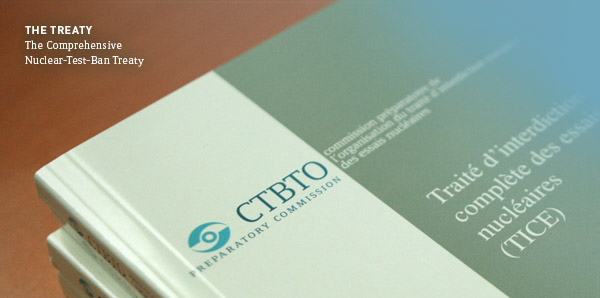 THE TREATY
The Comprehensive
Nuclear-Test-Ban Treaty
commission préparatoire de
l'organisation du traité d'interdiction complète
des essais nucléaires
CTBTO
PREPARATORY COMMISSION
Traité d'interdiction
complète des essais
nucléaires
(TICE)